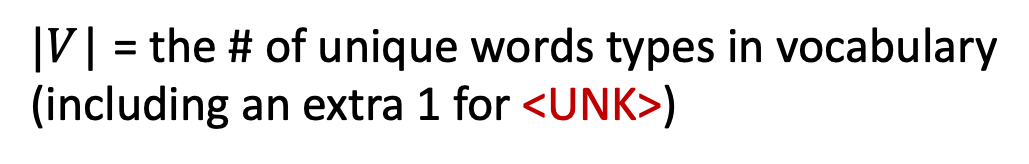 |V| = the # of unique words types in vocabulary
(including an extra 1 for <UNK>)